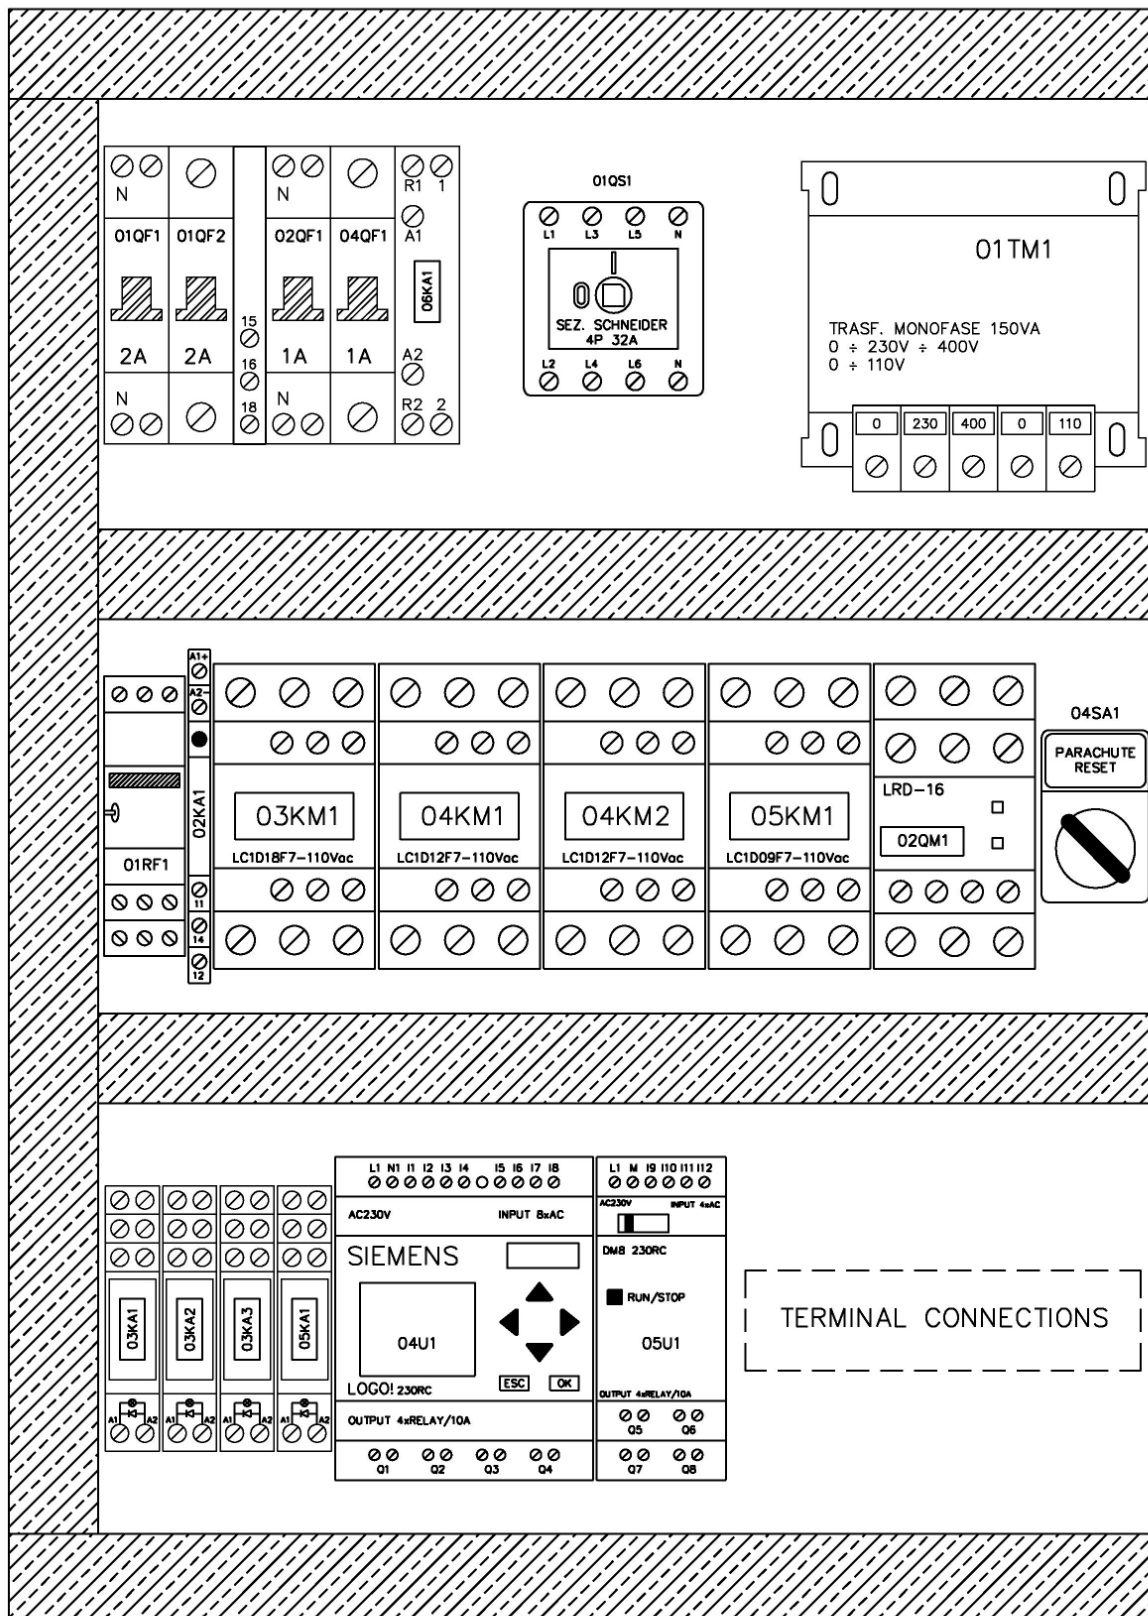 N
N
R1 1
A1
01QF1 01QF2
02QF1 04QF1
06KA1
15
16
18
2A 2A
1A 1A
A2
N
N
R2 2
01QS1
L1 L3 L5 N
SEZ. SCHNEIDER
4P 32A
L2 L4 L6 N
01TM1
TRASF. MONOFASE 150VA
0 ÷ 230V ÷ 400V
0 ÷ 110V
0 230 400 0 110
01RF1
A1+
A2-
02KA1
11
14
12
03KM1
LC1D18F7-110Vac
04KM1
LC1D12F7-110Vac
04KM2
LC1D12F7-110Vac
05KM1
LC1D09F7-110Vac
LRD-16
02QM1
04SA1
PARACHUTE
RESET
03KA1
A1 A2
03KA2
A1 A2
03KA3
A1 A2
05KA1
A1 A2
L1 N1 I1 I2 I3 I4 I5 I6 I7 I8
AC230V INPUT 8xAC
SIEMENS
04U1
ESC OK
LOGO! 230RC
OUTPUT 4xRELAY/10A
Q1 Q2 Q3 Q4
L1 M I9 I10 I11 I12
AC230V INPUT 4xAC
DM8 230RC
RUN/STOP
05U1
OUTPUT 4xRELAY/10A
Q5 Q6
Q7 Q8
TERMINAL CONNECTIONS